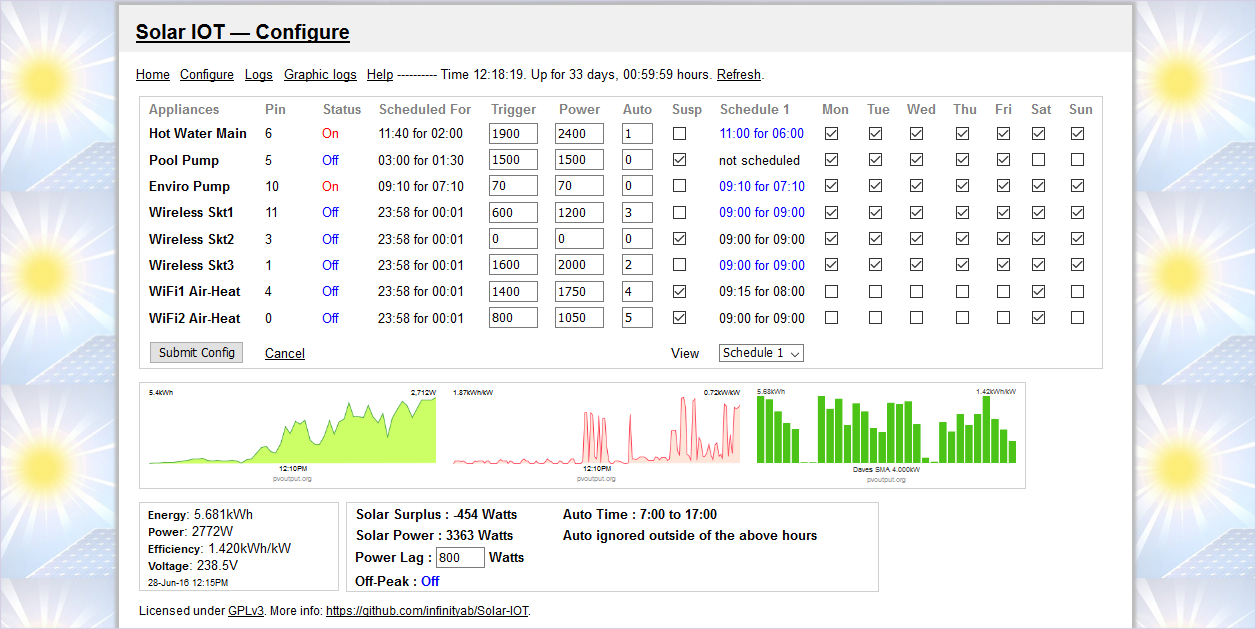 Solar IOT — Configure
Home Configure Logs Graphic logs Help ---------- Time 12:18:19. Up for 33 days, 00:59:59 hours. Refresh.
Appliances Pin Status Scheduled For Trigger Power Auto Susp Schedule 1 Mon Tue Wed Thu Fri Sat Sun
Hot Water Main 6 On 11:40 for 02:00 1900 2400 1 11:00 for 06:00
Pool Pump 5 Off 03:00 for 01:30 1500 1500 0 not scheduled
Enviro Pump 10 On 09:10 for 07:10 70 70 0 09:10 for 07:10
Wireless Skt1 11 Off 23:58 for 00:01 600 1200 3 09:00 for 09:00
Wireless Skt2 3 Off 23:58 for 00:01 0 0 0 09:00 for 09:00
Wireless Skt3 1 Off 23:58 for 00:01 1600 2000 2 09:00 for 09:00
WiFi1 Air-Heat 4 Off 23:58 for 00:01 1400 1750 4 09:15 for 08:00
WiFi2 Air-Heat 0 Off 23:58 for 00:01 800 1050 5 09:00 for 09:00
Submit Config Cancel View Schedule 1
5.4kWh 2,712W 1.87kWh/kW 0.72kW/kW 5.68kWh 1.42kWh/kW
12:10PM 12:10PM Daves SMA 4.000kW
pvoutput.org pvoutput.org pvoutput.org
Energy: 5.681kWh
Power: 2772W
Efficiency: 1.420kWh/kW
Voltage: 238.5V
28-Jun-16 12:15PM
Solar Surplus : -454 Watts Auto Time : 7:00 to 17:00
Solar Power : 3363 Watts Auto ignored outside of the above hours
Power Lag : 800 Watts
Off-Peak : Off
Licensed under GPLv3. More info: https://github.com/infinityab/Solar-IOT.